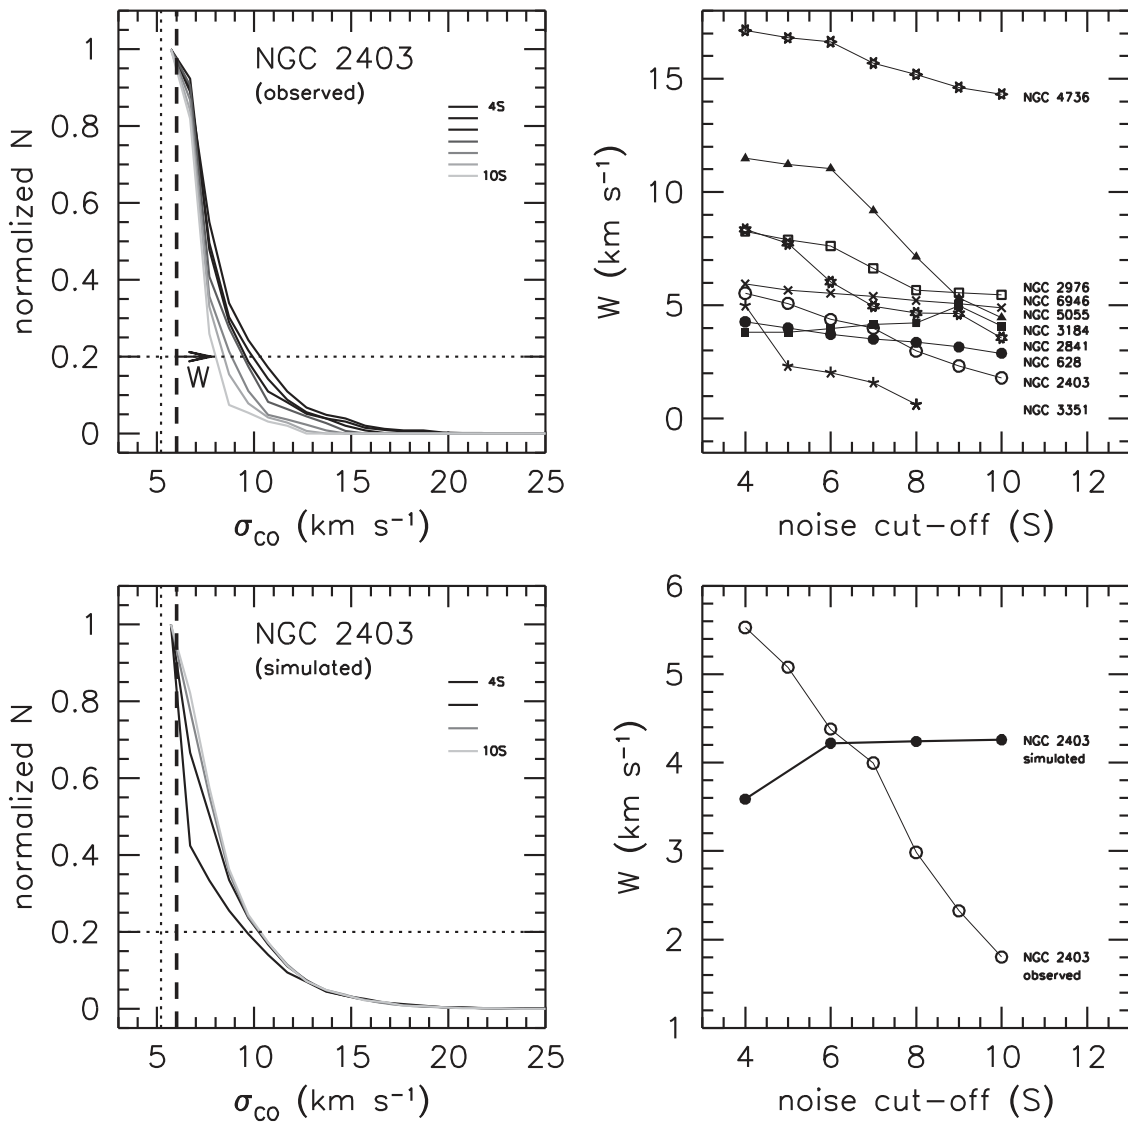 NGC 2403
(observed)
4S
10S
W
normalized N
1
0.8
0.6
0.4
0.2
0
5 10 15 20 25
σCO (km s⁻¹)
W (km s⁻¹)
15
10
5
0
NGC 4736
NGC 2976
NGC 6946
NGC 5055
NGC 3184
NGC 2841
NGC 628
NGC 2403
NGC 3351
4 6 8 10 12
noise cut-off (S)
NGC 2403
(simulated)
4S
10S
normalized N
1
0.8
0.6
0.4
0.2
0
5 10 15 20 25
σCO (km s⁻¹)
W (km s⁻¹)
6
5
4
3
2
1
NGC 2403
simulated
NGC 2403
observed
4 6 8 10 12
noise cut-off (S)